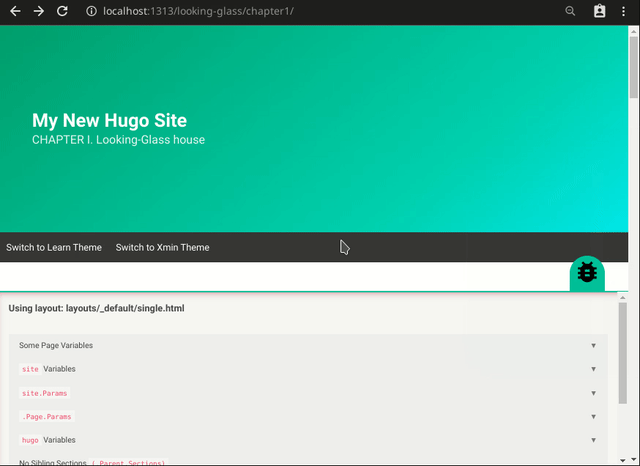 localhost:1313/looking-glass/chapter1/
My New Hugo Site
CHAPTER I. Looking-Glass house
Switch to Learn Theme Switch to Xmin Theme
Using layout: layouts/_default/single.html
Some Page Variables
site Variables
site.Params
.Page.Params
hugo Variables
No Sibling Sections (.Parent.Sections)